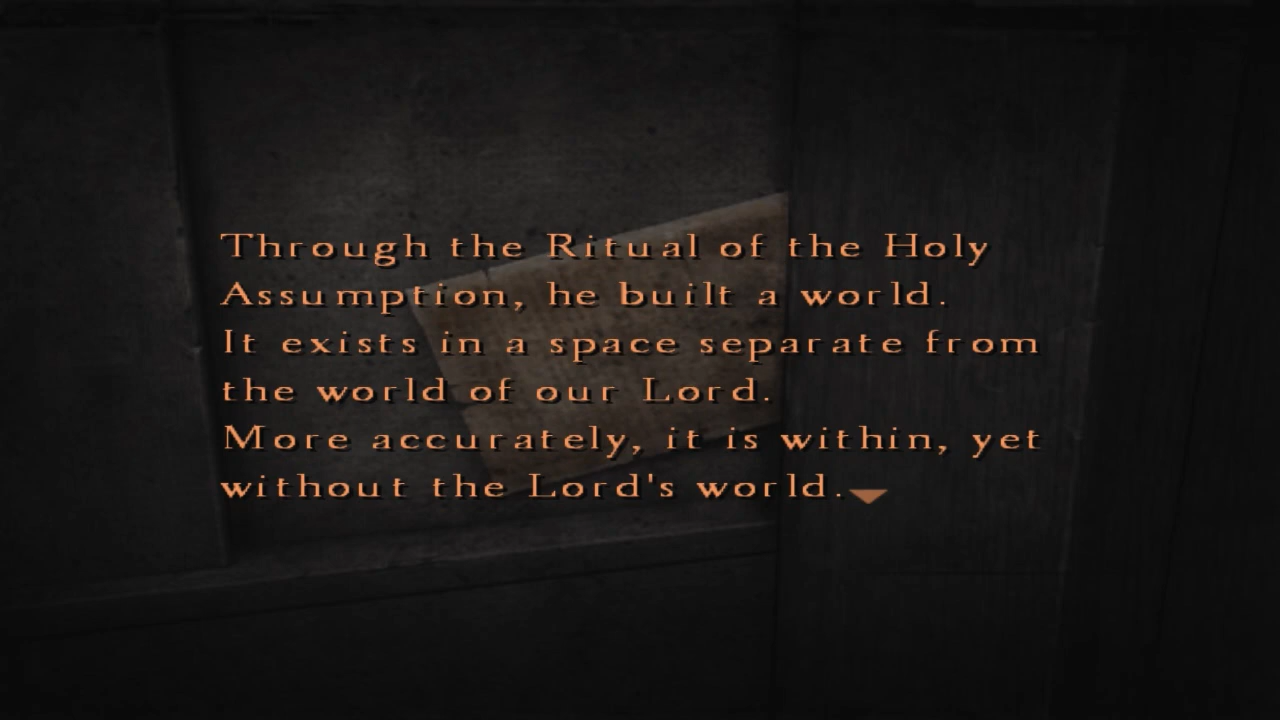 Through the Ritual of the Holy
Assumption, he built a world.
It exists in a space separate from
the world of our Lord.
More accurately, it is within, yet
without the Lord's world.